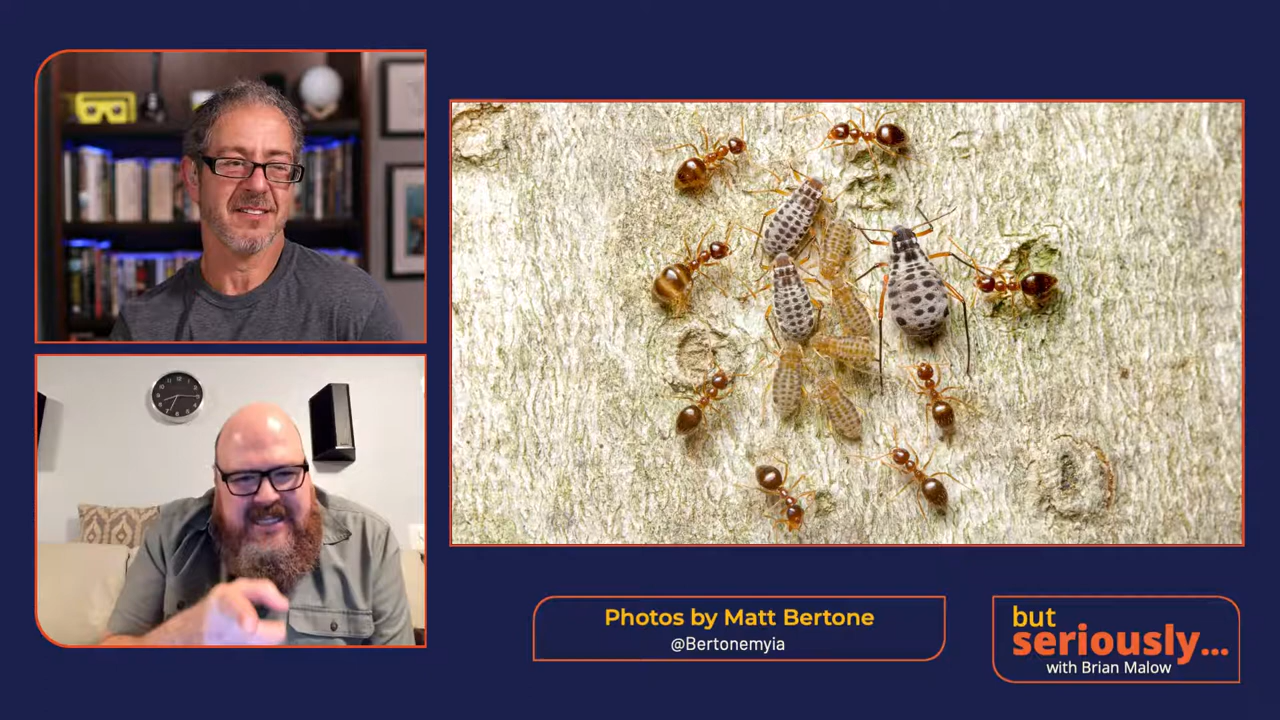 Photos by Matt Bertone
@Bertonemyia
but
seriously...
with Brian Malow